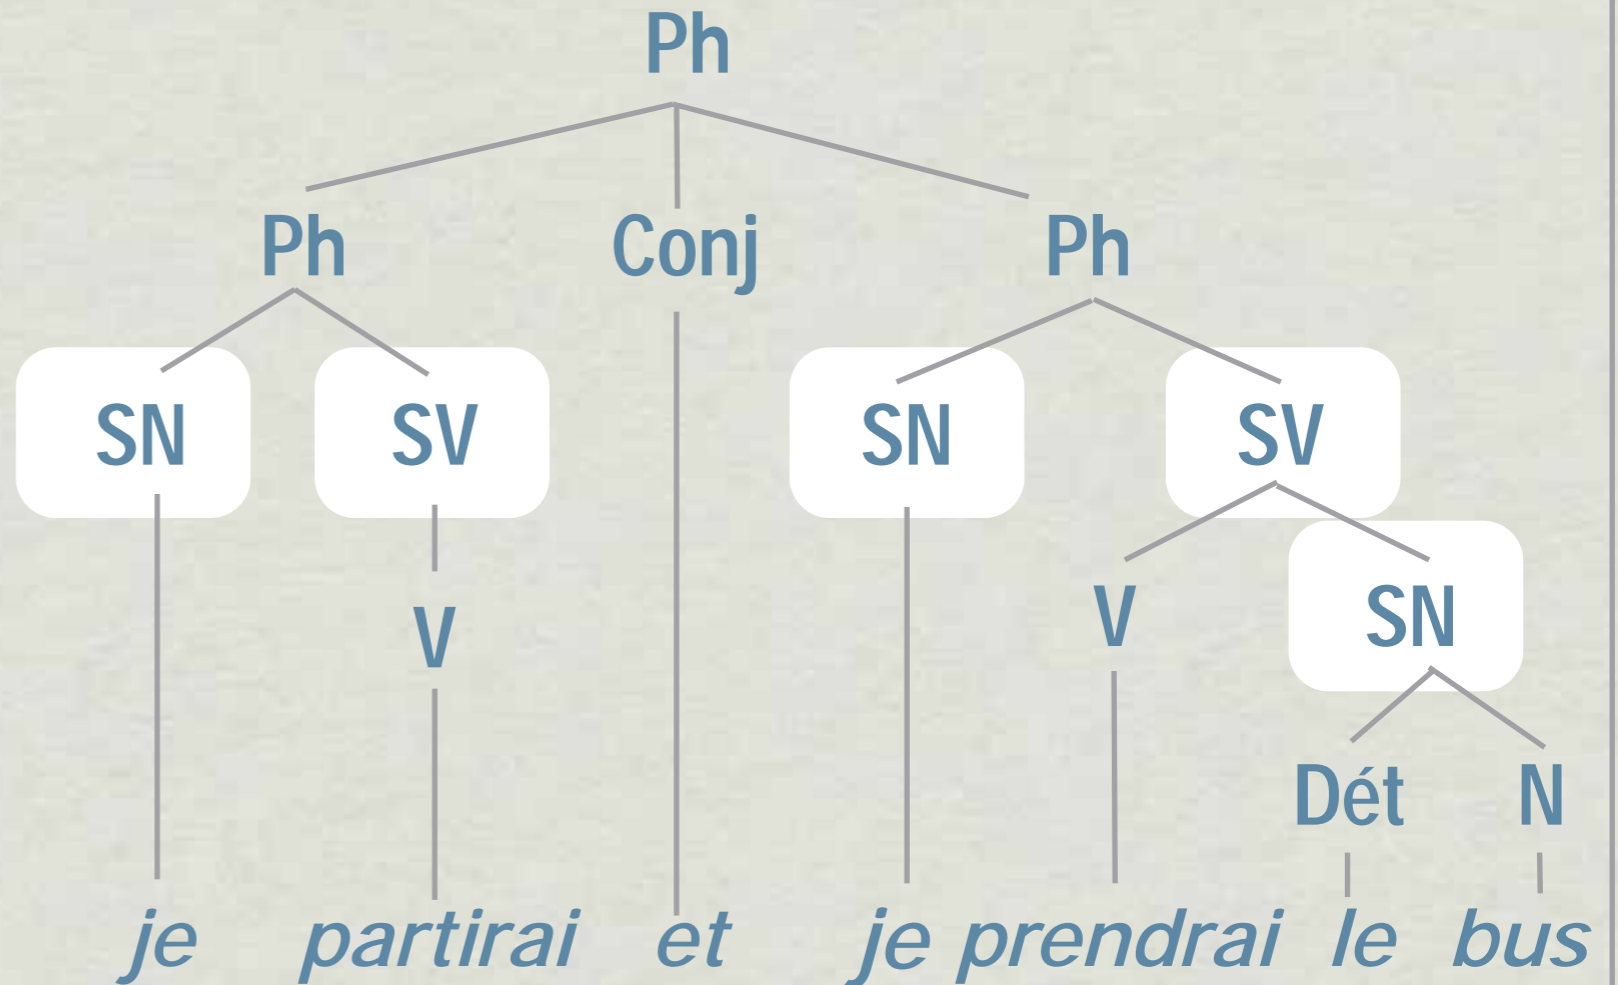 Ph
Ph Conj Ph
SN SV SN SV
V V SN
Dét N
je partirai et je prendrai le bus